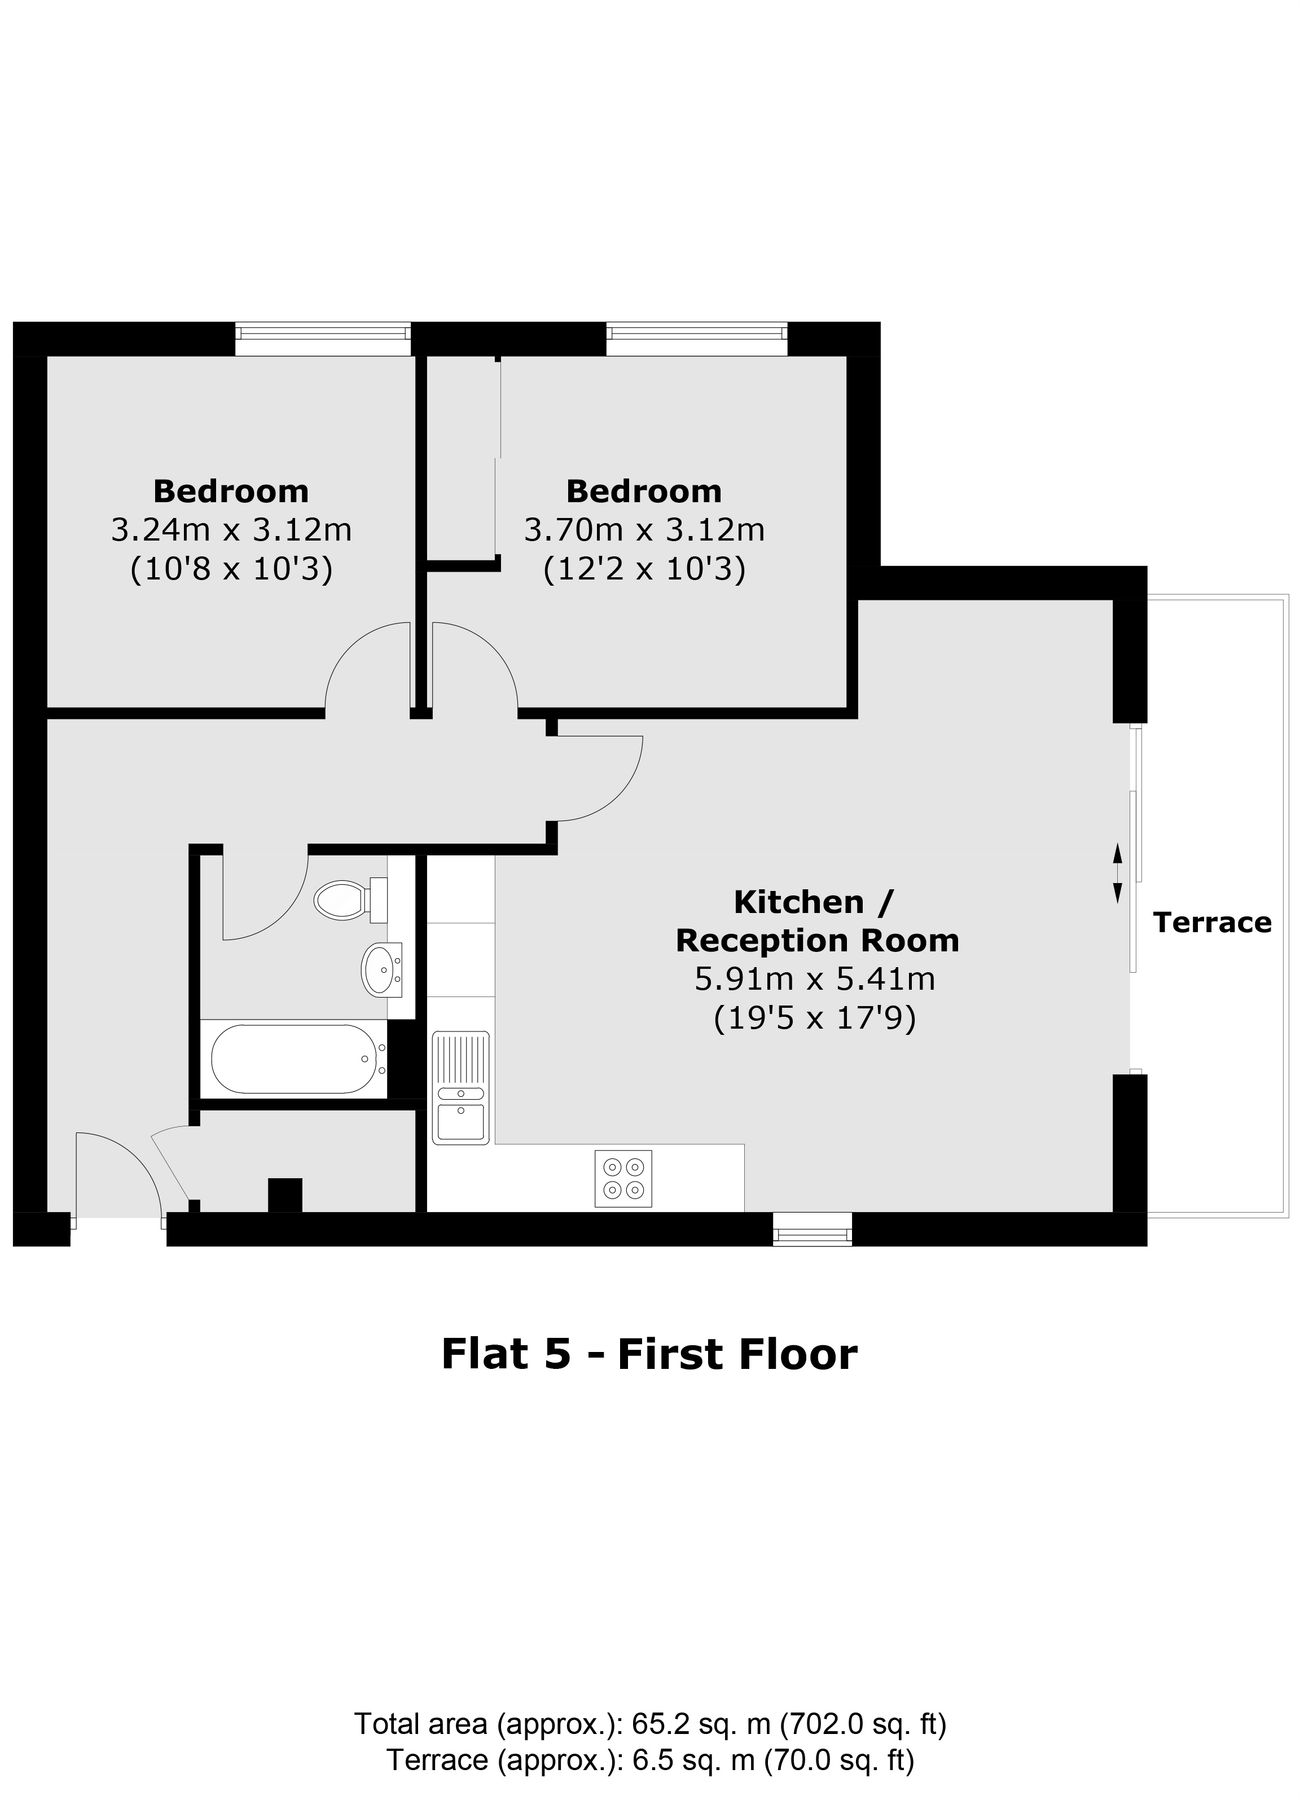 Bedroom
3.24m x 3.12m
(10'8 x 10'3)
Bedroom
3.70m x 3.12m
(12'2 x 10'3)
Kitchen /
Reception Room
5.91m x 5.41m
(19'5 x 17'9)
Terrace
Flat 5 - First Floor
Total area (approx.): 65.2 sq. m (702.0 sq. ft)
Terrace (approx.): 6.5 sq. m (70.0 sq. ft)